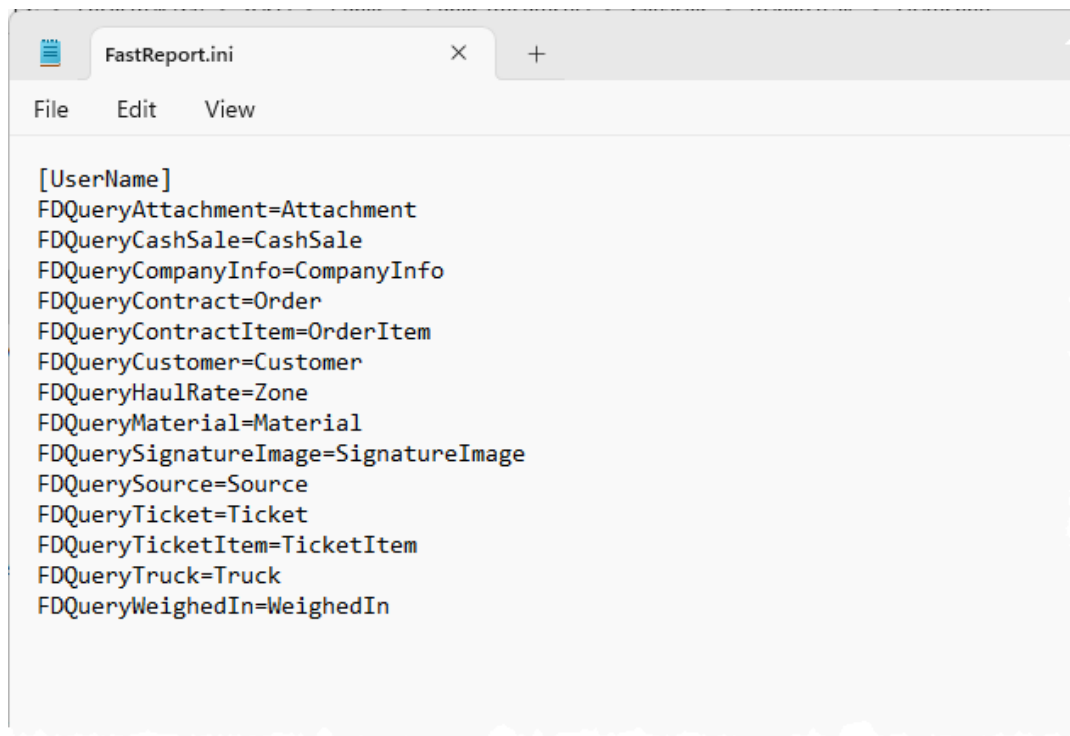 FastReport.ini
File Edit View
[UserName]
FDQueryAttachment=Attachment
FDQueryCashSale=CashSale
FDQueryCompanyInfo=CompanyInfo
FDQueryContract=Order
FDQueryContractItem=OrderItem
FDQueryCustomer=Customer
FDQueryHaulRate=Zone
FDQueryMaterial=Material
FDQuerySignatureImage=SignatureImage
FDQuerySource=Source
FDQueryTicket=Ticket
FDQueryTicketItem=TicketItem
FDQueryTruck=Truck
FDQueryWeighedIn=WeighedIn